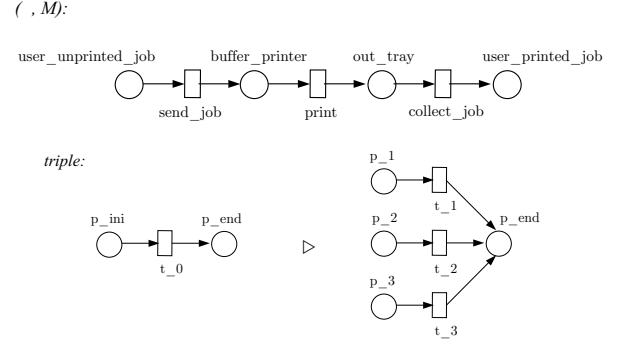 ( , M):
user_unprinted_job buffer_printer out_tray user_printed_job
send_job print collect_job
triple:
p_1
t_1
p_ini p_end p_2 p_end
t_0 t_2
p_3
t_3